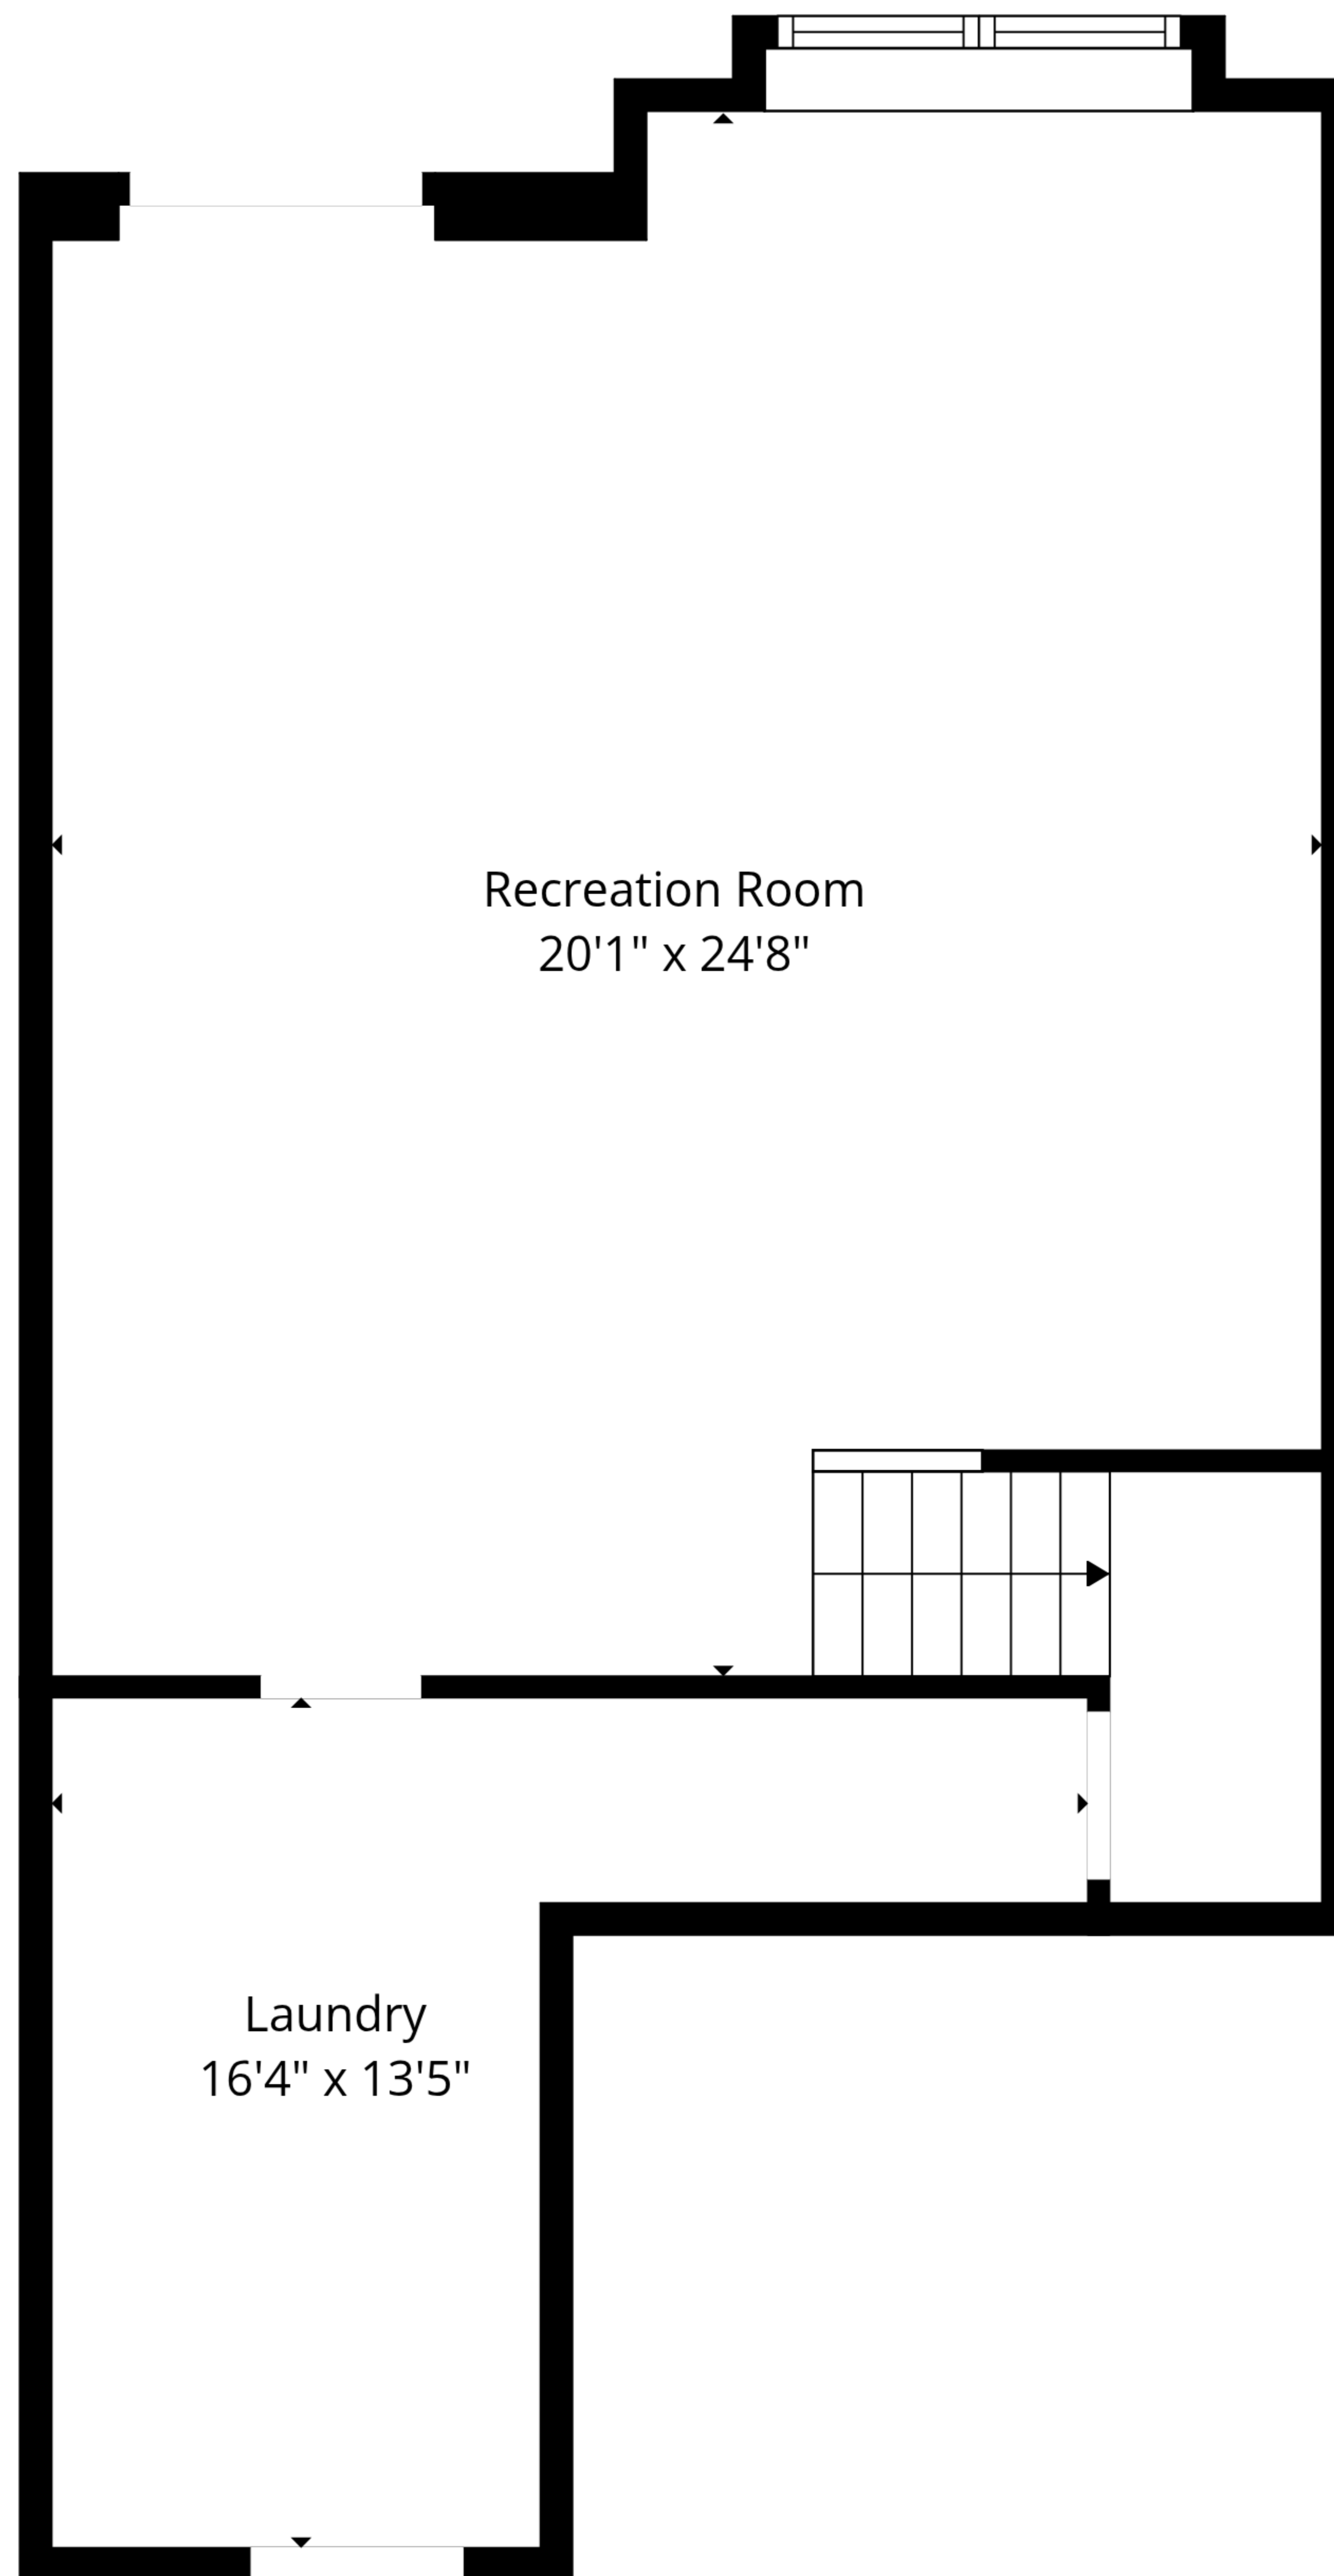 Recreation Room
20'1" x 24'8"
Laundry
16'4" x 13'5"